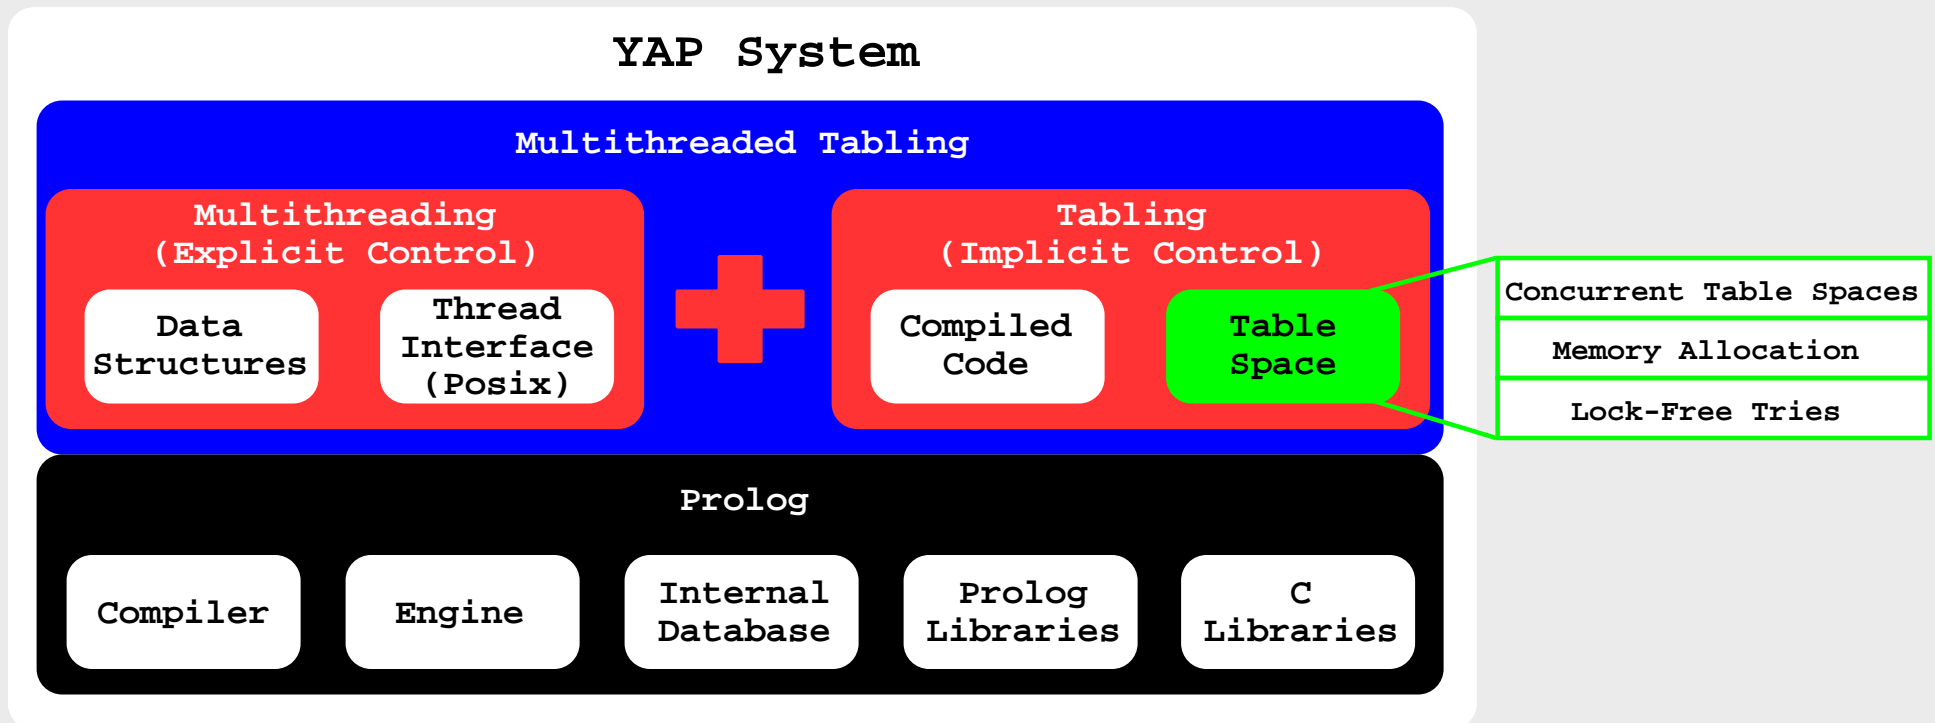 YAP System
Multithreaded Tabling
Multithreading
(Explicit Control)
Data
Structures
Thread
Interface
(Posix)
Tabling
(Implicit Control)
Compiled
Code
Table
Space
Concurrent Table Spaces
Memory Allocation
Lock-Free Tries
Prolog
Compiler
Engine
Internal
Database
Prolog
Libraries
C
Libraries